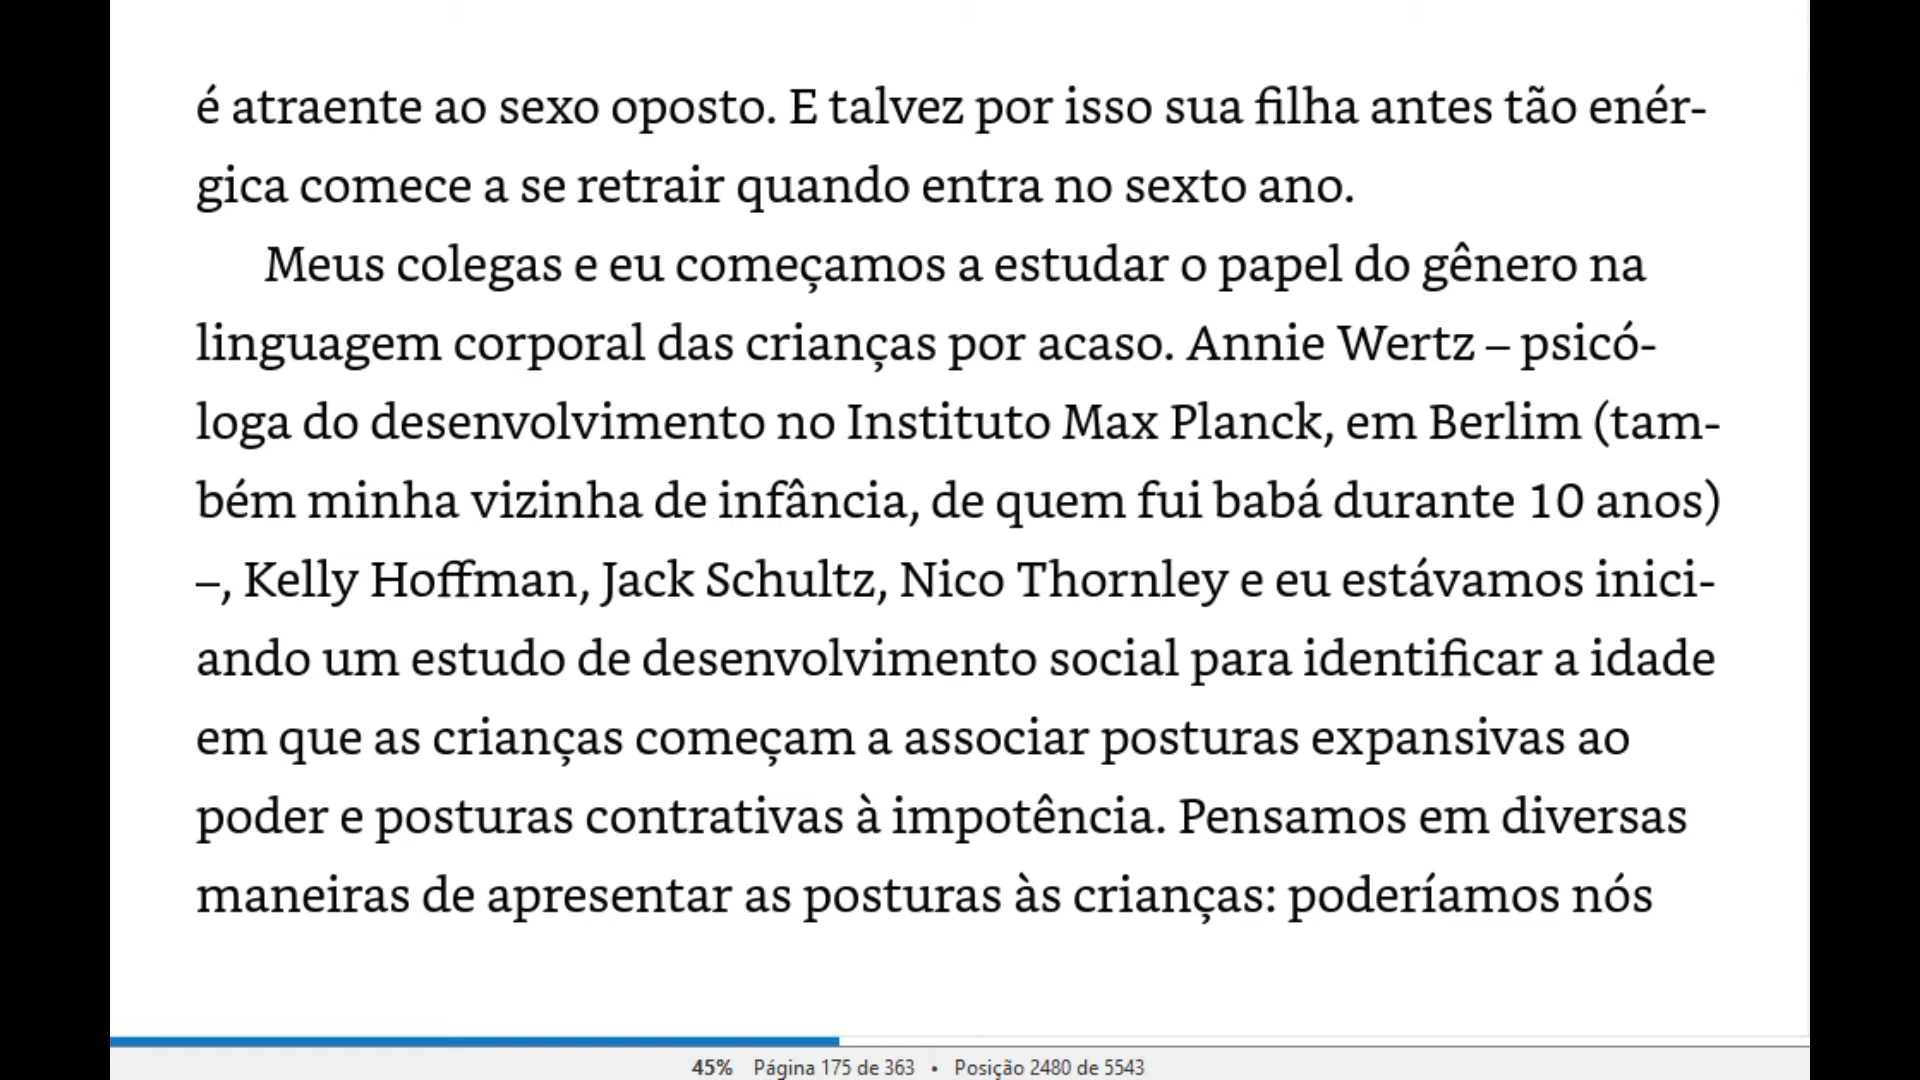 é atraente ao sexo oposto. E talvez por isso sua filha antes tão enér-
gica comece a se retrair quando entra no sexto ano.
Meus colegas e eu começamos a estudar o papel do gênero na
linguagem corporal das crianças por acaso. Annie Wertz – psicó-
loga do desenvolvimento no Instituto Max Planck, em Berlim (tam-
bém minha vizinha de infância, de quem fui babá durante 10 anos)
–, Kelly Hoffman, Jack Schultz, Nico Thornley e eu estávamos inici-
ando um estudo de desenvolvimento social para identificar a idade
em que as crianças começam a associar posturas expansivas ao
poder e posturas contrativas à impotência. Pensamos em diversas
maneiras de apresentar as posturas às crianças: poderíamos nós
45% Página 175 de 363 • Posição 2480 de 5543